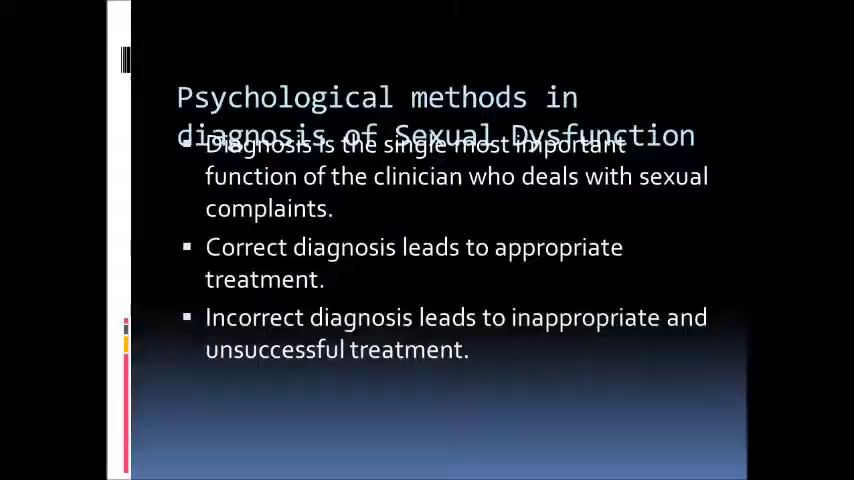 Psychological methods in
diagnosis of Sexual Dysfunction
▪ Diagnosis is the single most important
function of the clinician who deals with sexual
complaints.
▪ Correct diagnosis leads to appropriate
treatment.
▪ Incorrect diagnosis leads to inappropriate and
unsuccessful treatment.